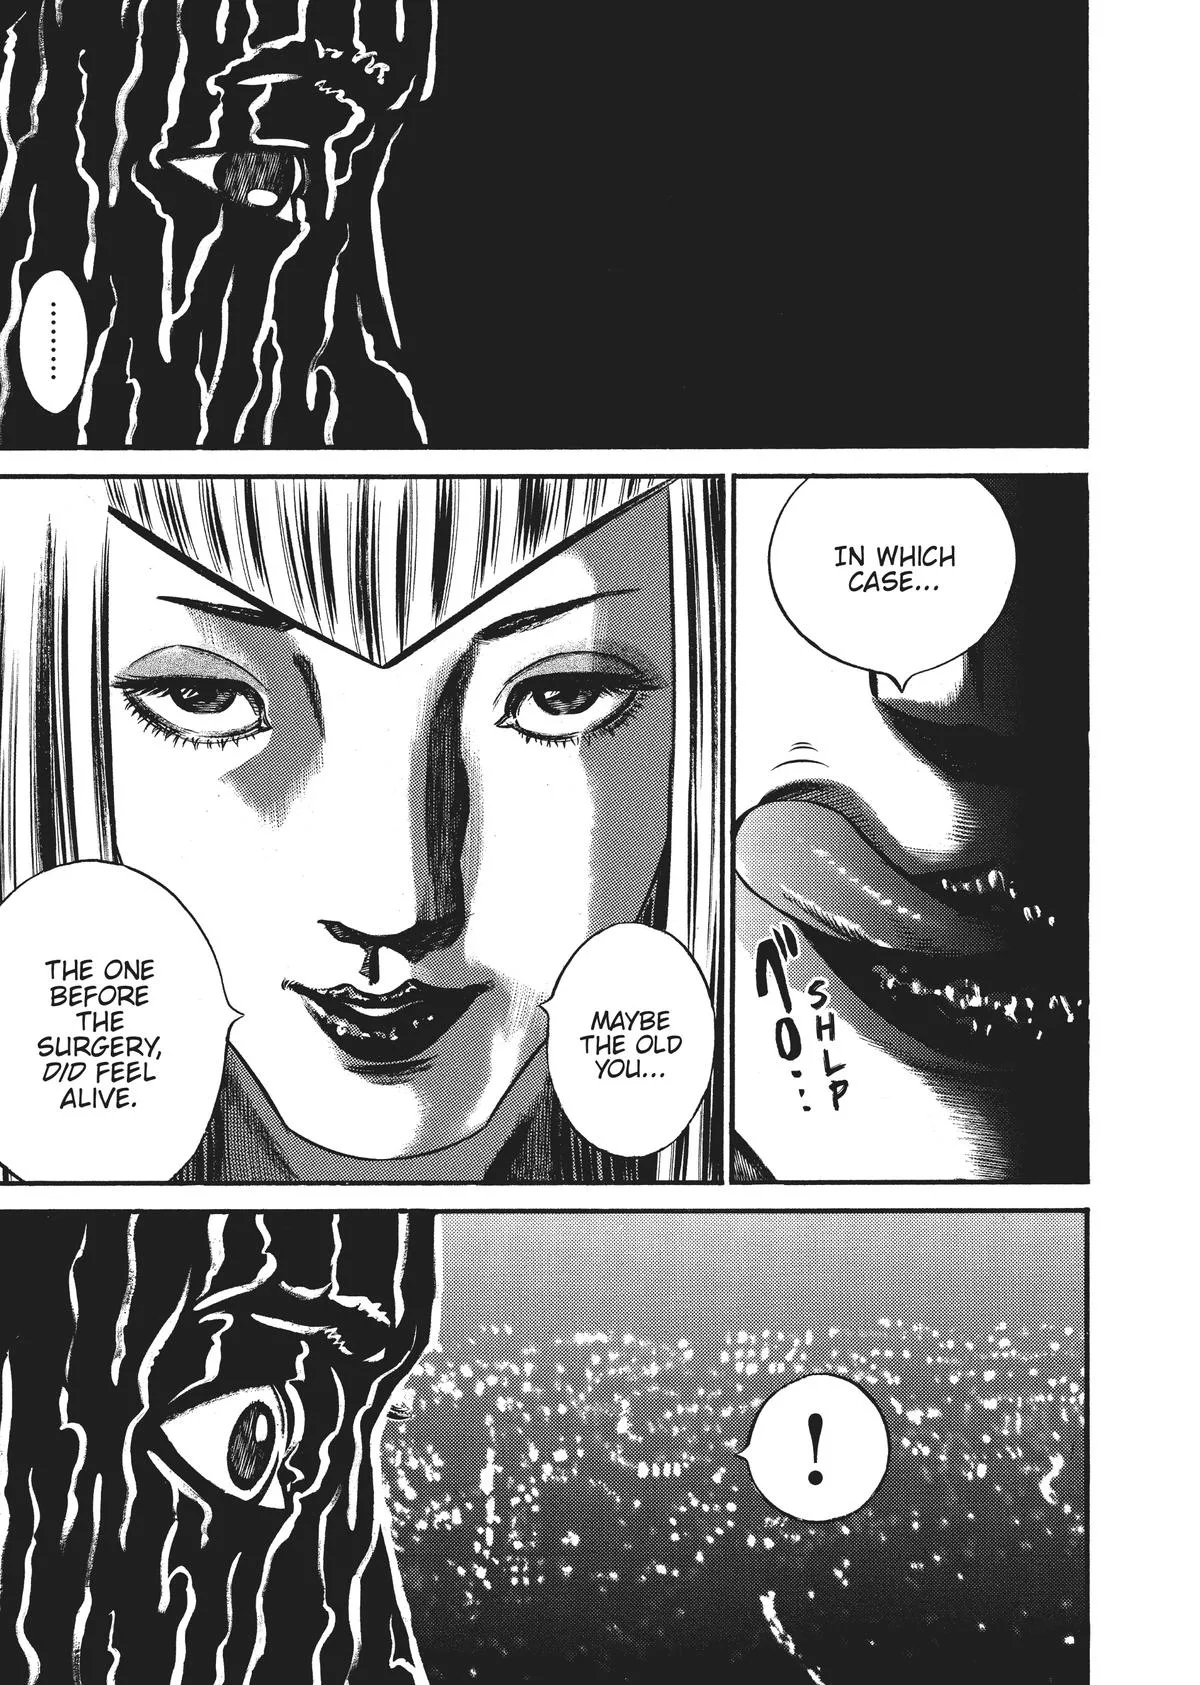 .........
IN WHICH
CASE...
ベロ...
SHLP
MAYBE
THE OLD
YOU...
THE ONE
BEFORE
THE
SURGERY,
DID FEEL
ALIVE.
!